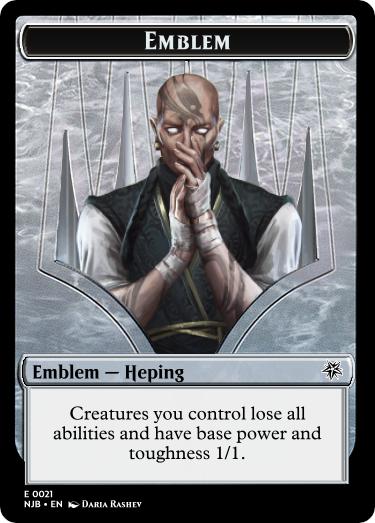 Emblem
Emblem — Heping
Creatures you control lose all
abilities and have base power and
toughness 1/1.
E 0021
NJB • EN Daria Rashev